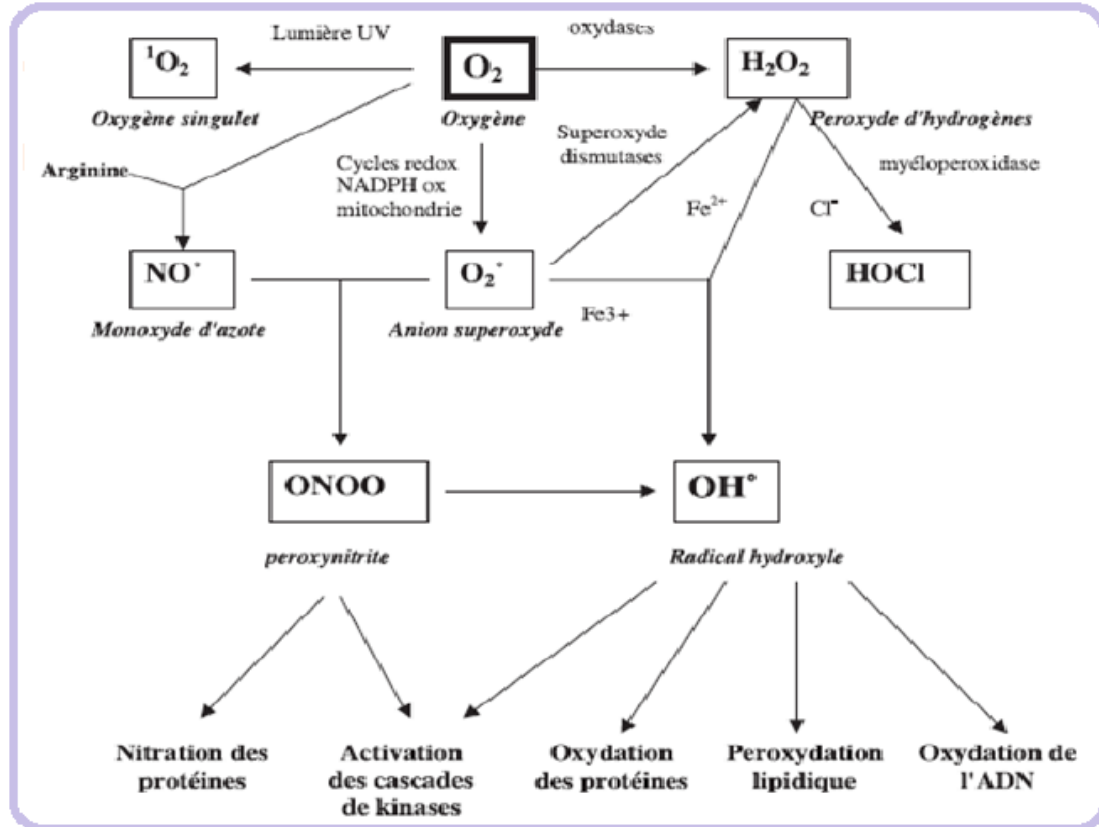 Lumière UV
oxydases
¹O₂
O₂
H₂O₂
Oxygène singulet
Oxygène
Peroxyde d'hydrogènes
Arginine
Cycles redox
NADPH ox
mitochondrie
Superoxyde
dismutases
myéloperoxidase
Fe²⁺
Cl⁻
NO·
O₂·
HOCl
Monoxyde d'azote
Anion superoxyde
Fe3+
ONOO
OH°
peroxynitrite
Radical hydroxyle
Nitration des
protéines
Activation
des cascades
de kinases
Oxydation
des protéines
Peroxydation
lipidique
Oxydation de
l'ADN